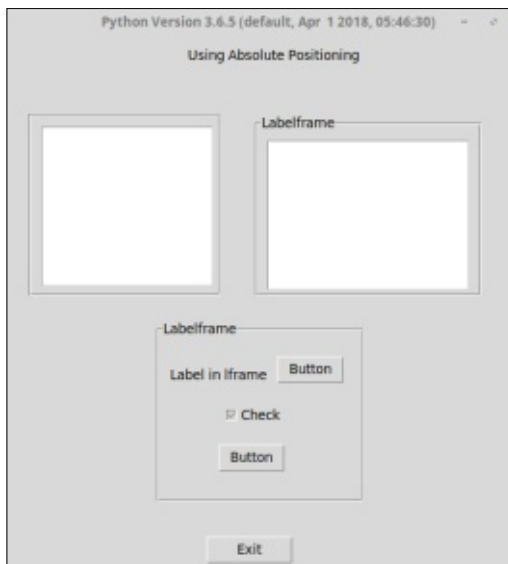 Python Version 3.6.5 (default, Apr 1 2018, 05:46:30)
Using Absolute Positioning
Labelframe
Labelframe
Label in lframe
Button
Check
Button
Exit